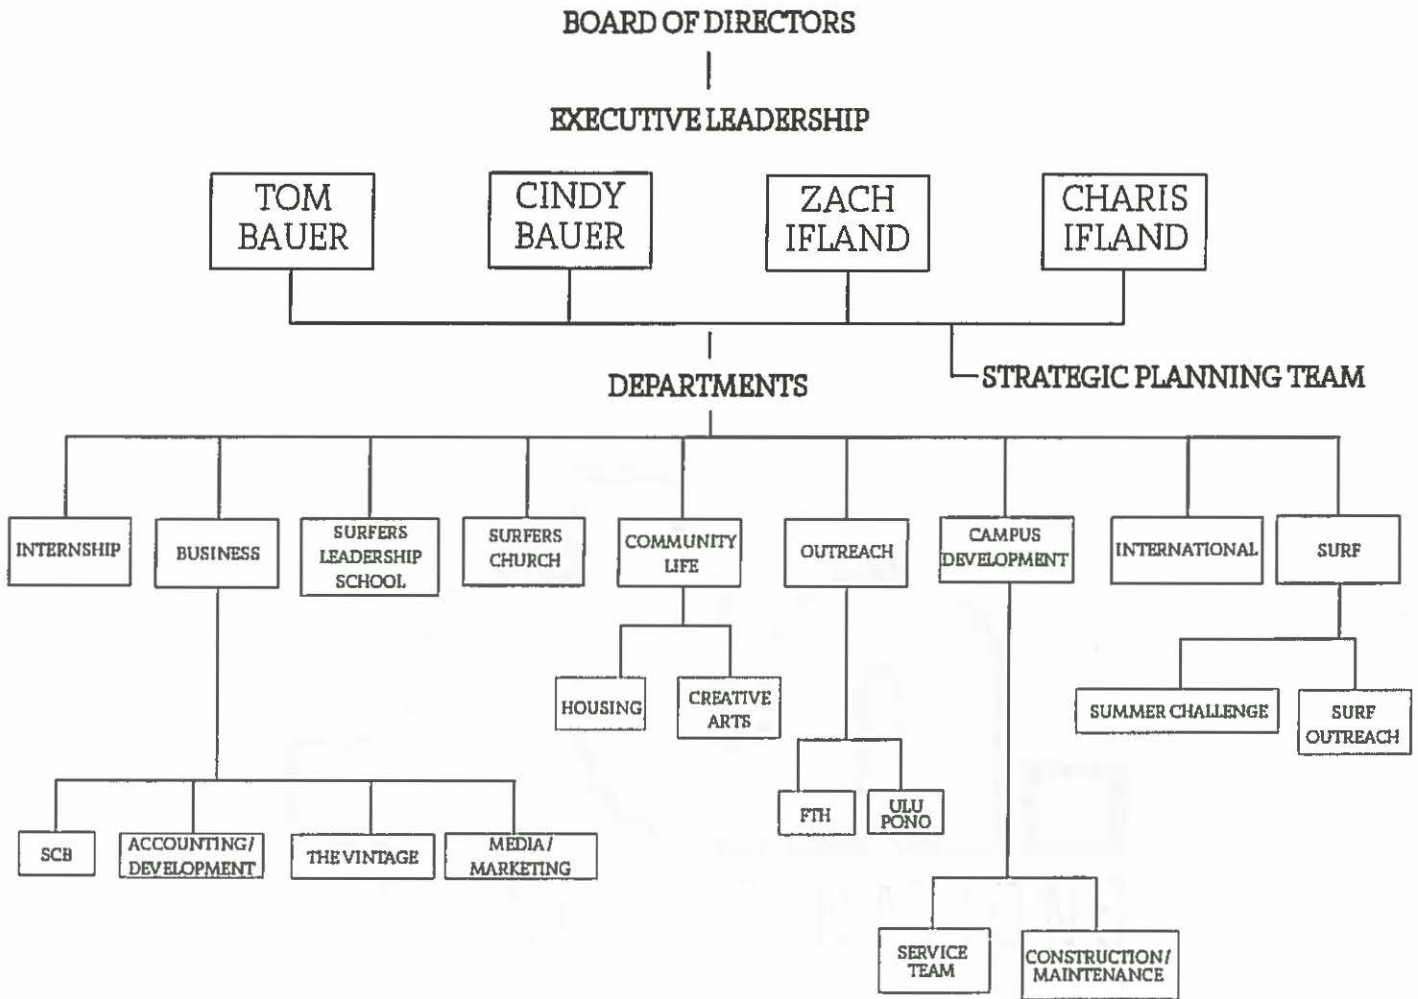 BOARD OF DIRECTORS
EXECUTIVE LEADERSHIP
TOM
BAUER
CINDY
BAUER
ZACH
IFLAND
CHARIS
IFLAND
DEPARTMENTS
STRATEGIC PLANNING TEAM
INTERNSHIP
BUSINESS
SURFERS
LEADERSHIP
SCHOOL
SURFERS
CHURCH
COMMUNITY
LIFE
OUTREACH
CAMPUS
DEVELOPMENT
INTERNATIONAL
SURF
HOUSING
CREATIVE
ARTS
SUMMER CHALLENGE
SURF
OUTREACH
FTH
ULU
PONO
SCB
ACCOUNTING/
DEVELOPMENT
THE VINTAGE
MEDIA/
MARKETING
SERVICE
TEAM
CONSTRUCTION/
MAINTENANCE